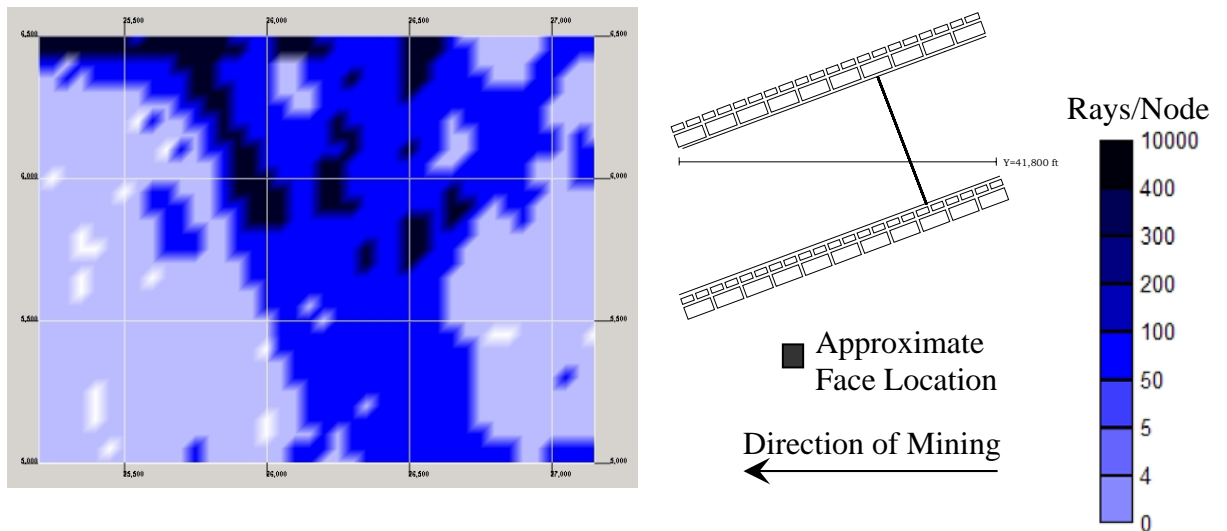 25,500 26,000 26,500 27,000
6,500 6,500
6,000 6,000
5,500 5,500
5,000 5,000
25,500 26,000 26,500 27,000
Y=41,800 ft
Approximate
Face Location
Direction of Mining
Rays/Node
10000
400
300
200
100
50
5
4
0